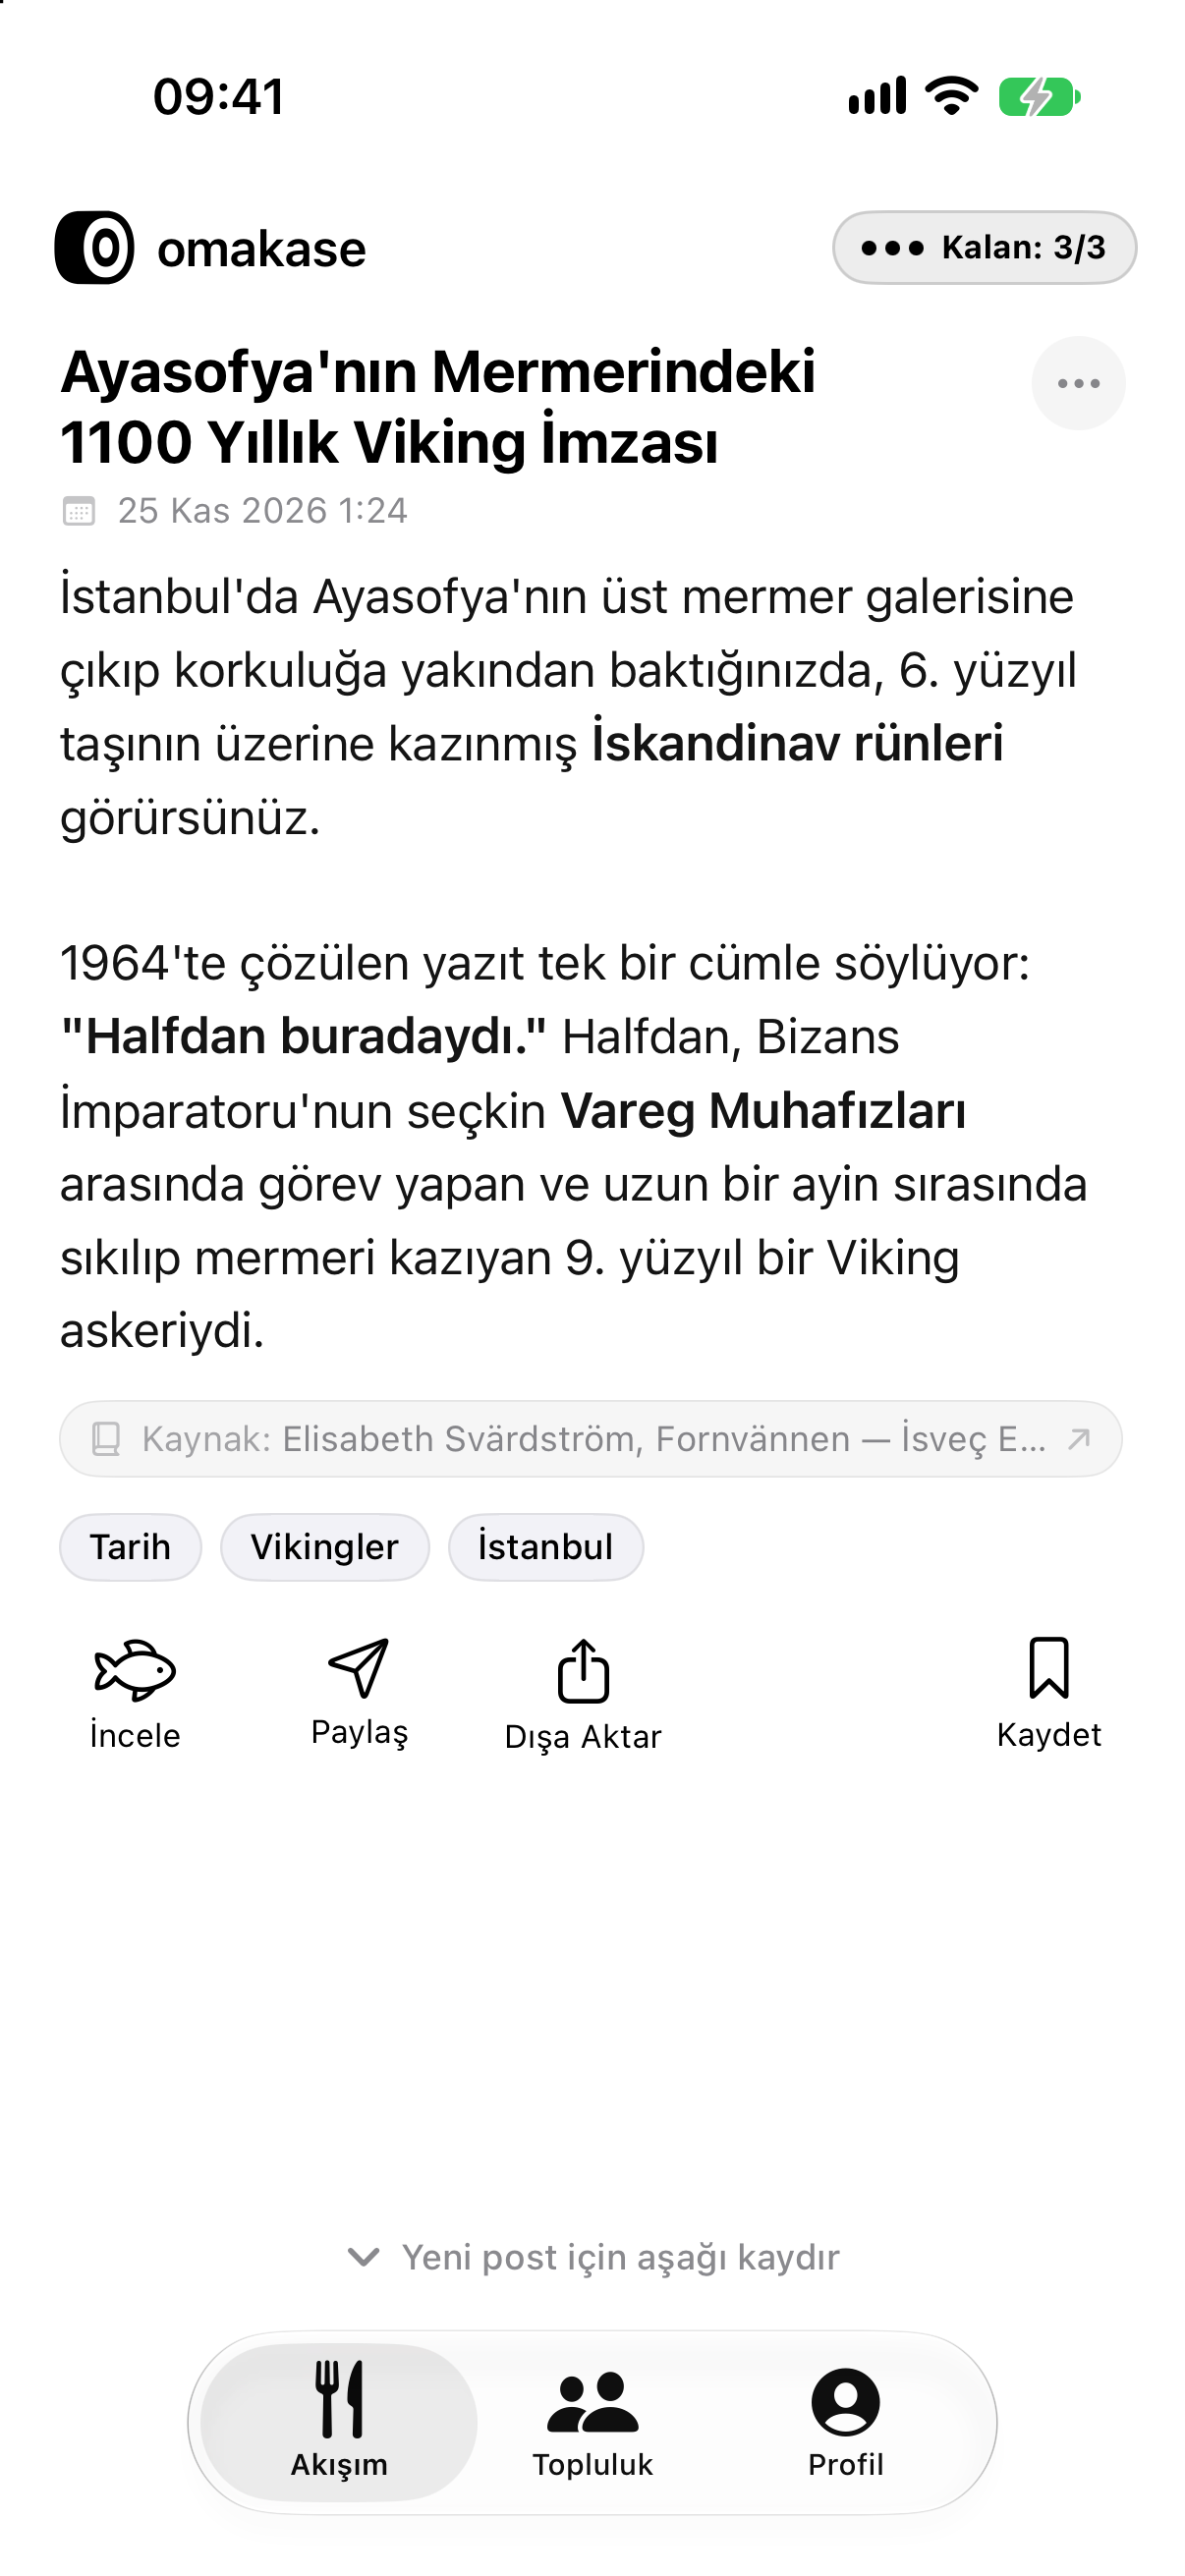 09:41
omakase
Kalan: 3/3
Ayasofya'nın Mermerindeki
1100 Yıllık Viking İmzası
25 Kas 2026 1:24
İstanbul'da Ayasofya'nın üst mermer galerisine
çıkıp korkuluğa yakından baktığınızda, 6. yüzyıl
taşının üzerine kazınmış İskandinav rünleri
görürsünüz.
1964'te çözülen yazıt tek bir cümle söylüyor:
"Halfdan buradaydı." Halfdan, Bizans
İmparatoru'nun seçkin Vareg Muhafızları
arasında görev yapan ve uzun bir ayin sırasında
sıkılıp mermeri kazıyan 9. yüzyıl bir Viking
askeriydi.
Kaynak: Elisabeth Svärdström, Fornvännen — İsveç E...
Tarih Vikingler İstanbul
İncele Paylaş Dışa Aktar Kaydet
Yeni post için aşağı kaydır
Akışım Topluluk Profil